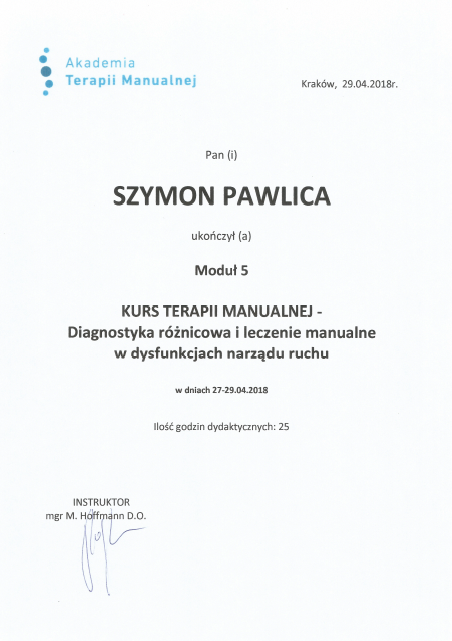 Akademia
Terapii Manualnej
Kraków, 29.04.2018r.
Pan (i)
SZYMON PAWLICA
ukończył (a)
Moduł 5
KURS TERAPII MANUALNEJ -
Diagnostyka różnicowa i leczenie manualne
w dysfunkcjach narządu ruchu
w dniach 27-29.04.2018
Ilość godzin dydaktycznych: 25
INSTRUKTOR
mgr M. Hoffmann D.O.